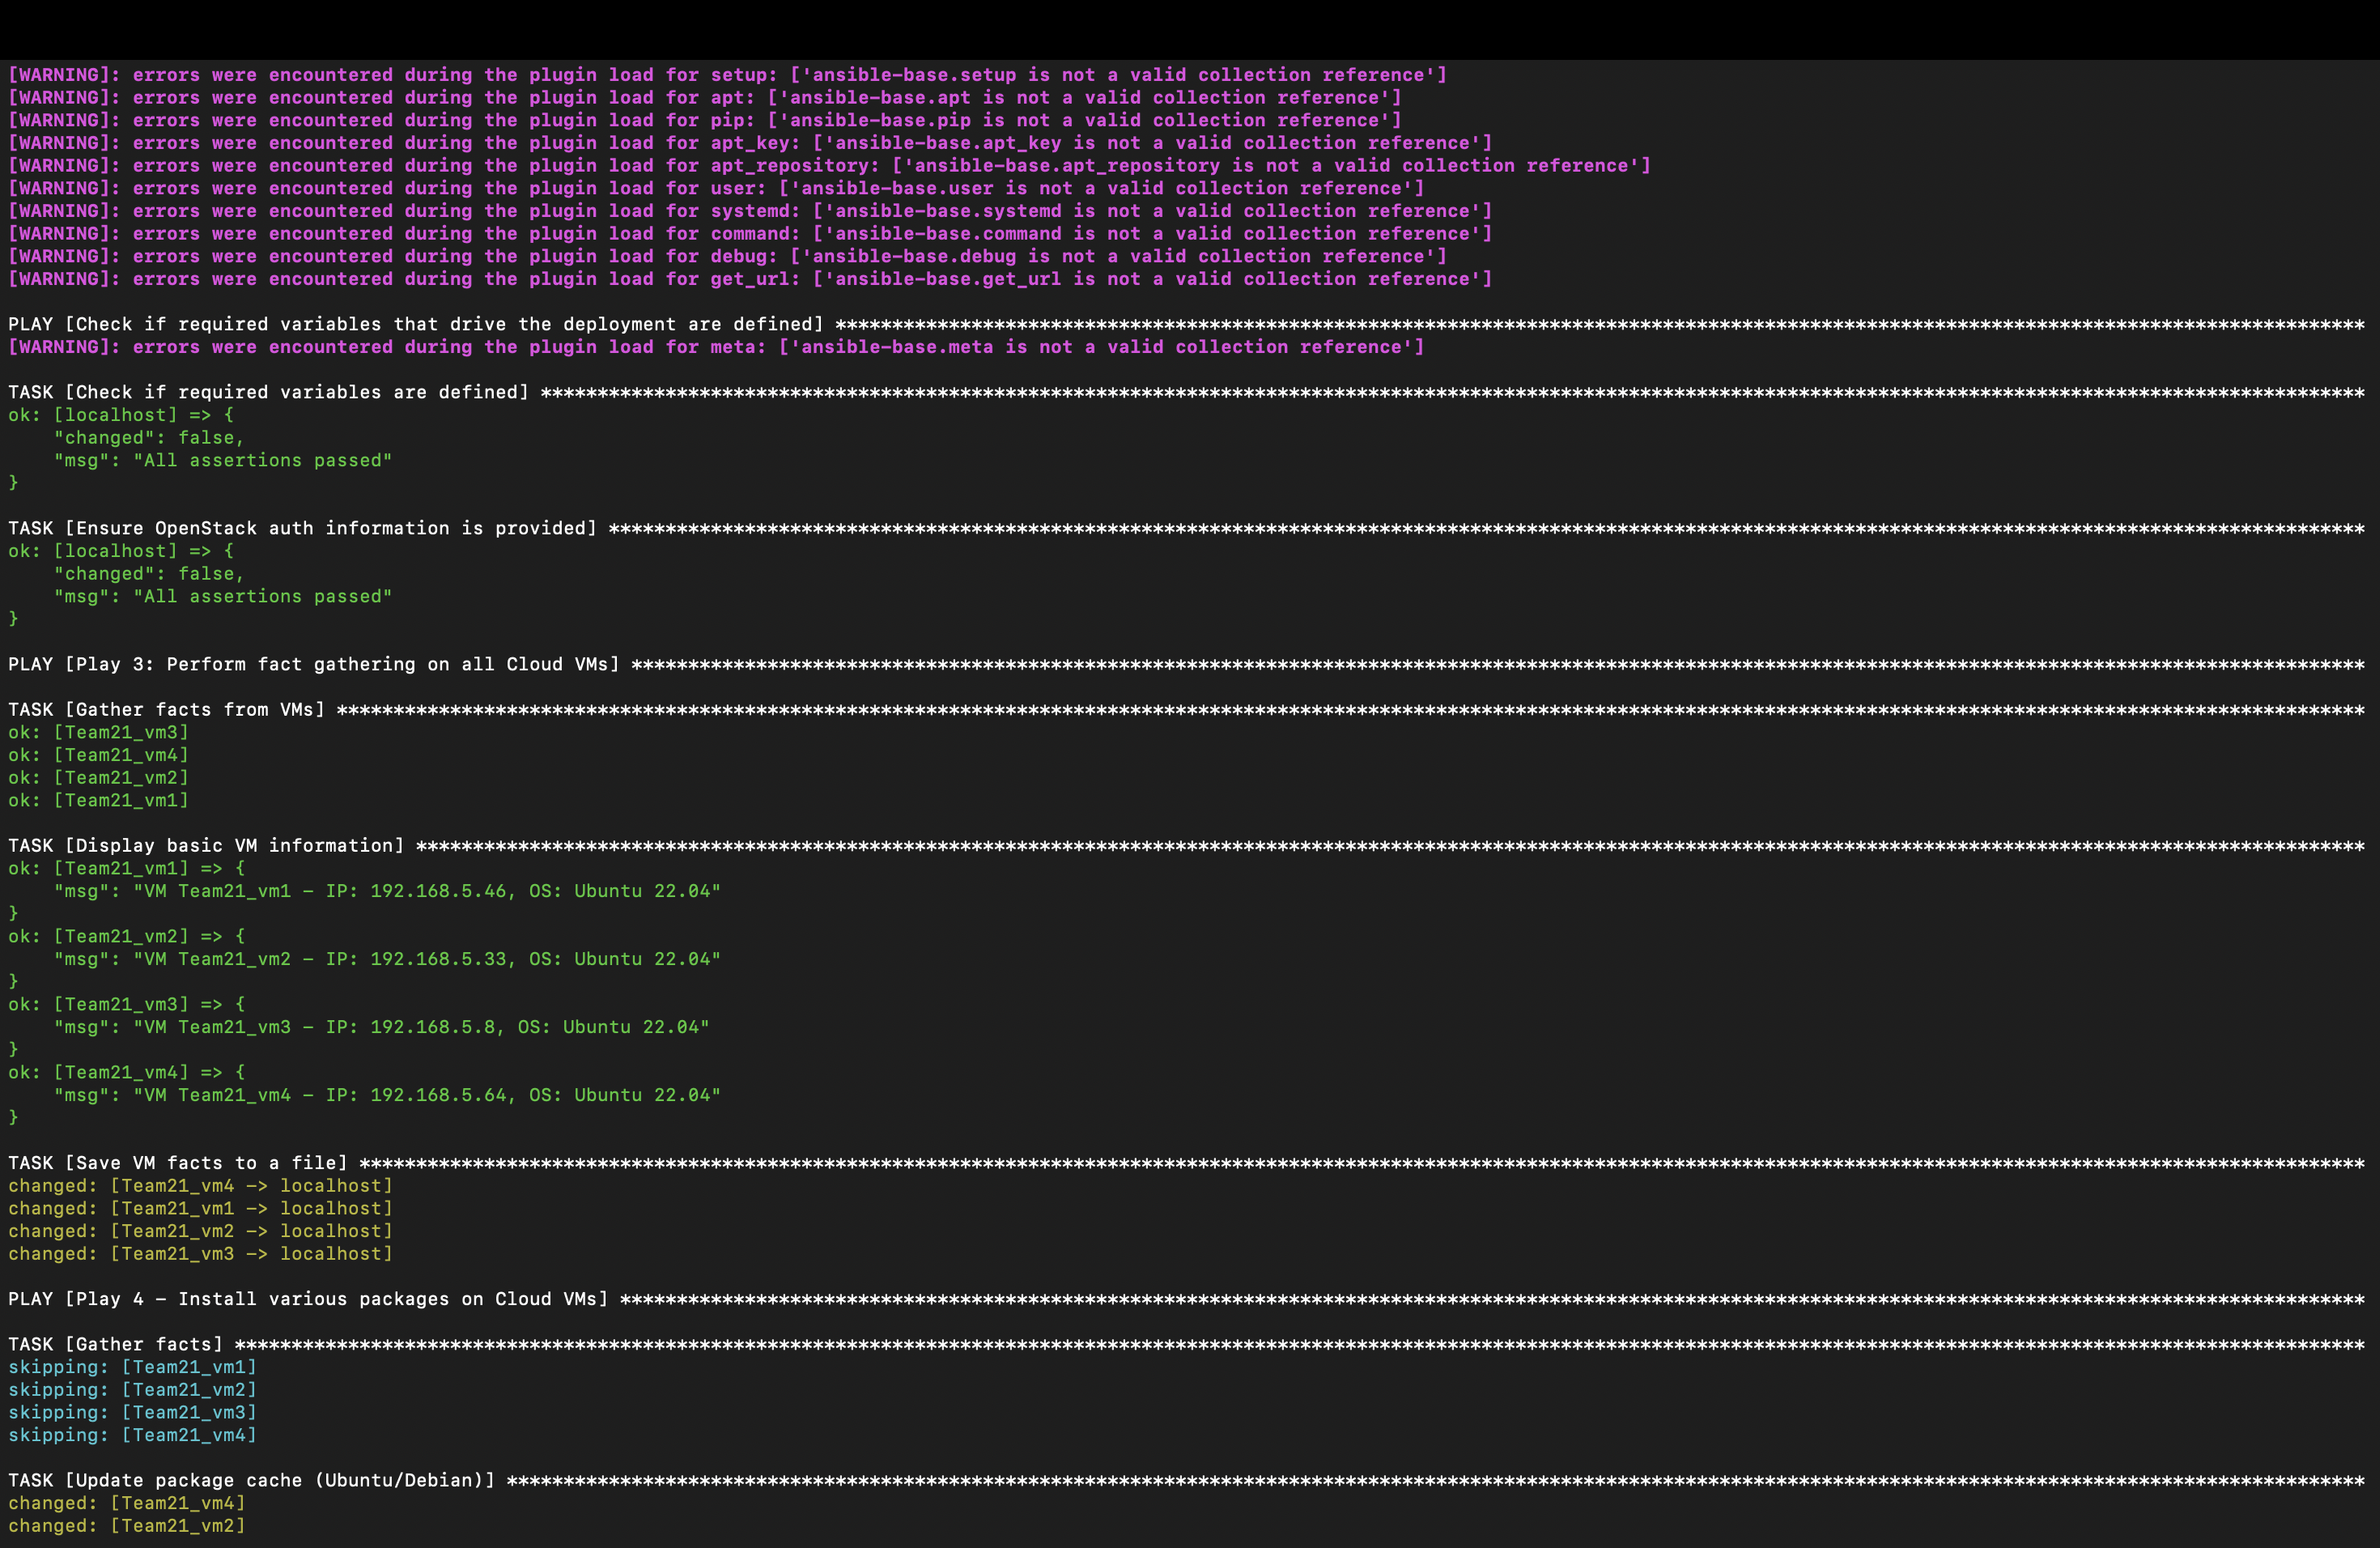 [WARNING]: errors were encountered during the plugin load for setup: ['ansible-base.setup is not a valid collection reference']
[WARNING]: errors were encountered during the plugin load for apt: ['ansible-base.apt is not a valid collection reference']
[WARNING]: errors were encountered during the plugin load for pip: ['ansible-base.pip is not a valid collection reference']
[WARNING]: errors were encountered during the plugin load for apt_key: ['ansible-base.apt_key is not a valid collection reference']
[WARNING]: errors were encountered during the plugin load for apt_repository: ['ansible-base.apt_repository is not a valid collection reference']
[WARNING]: errors were encountered during the plugin load for user: ['ansible-base.user is not a valid collection reference']
[WARNING]: errors were encountered during the plugin load for systemd: ['ansible-base.systemd is not a valid collection reference']
[WARNING]: errors were encountered during the plugin load for command: ['ansible-base.command is not a valid collection reference']
[WARNING]: errors were encountered during the plugin load for debug: ['ansible-base.debug is not a valid collection reference']
[WARNING]: errors were encountered during the plugin load for get_url: ['ansible-base.get_url is not a valid collection reference']
PLAY [Check if required variables that drive the deployment are defined] ***************************************************************************************************************************************
[WARNING]: errors were encountered during the plugin load for meta: ['ansible-base.meta is not a valid collection reference']
TASK [Check if required variables are defined] *****************************************************************************************************************************************************************
ok: [localhost] => {
    "changed": false,
    "msg": "All assertions passed"
}
TASK [Ensure OpenStack auth information is provided] ***********************************************************************************************************************************************************
ok: [localhost] => {
    "changed": false,
    "msg": "All assertions passed"
}
PLAY [Play 3: Perform fact gathering on all Cloud VMs] *********************************************************************************************************************************************************
TASK [Gather facts from VMs] ***********************************************************************************************************************************************************************************
ok: [Team21_vm3]
ok: [Team21_vm4]
ok: [Team21_vm2]
ok: [Team21_vm1]
TASK [Display basic VM information] ****************************************************************************************************************************************************************************
ok: [Team21_vm1] => {
    "msg": "VM Team21_vm1 - IP: 192.168.5.46, OS: Ubuntu 22.04"
}
ok: [Team21_vm2] => {
    "msg": "VM Team21_vm2 - IP: 192.168.5.33, OS: Ubuntu 22.04"
}
ok: [Team21_vm3] => {
    "msg": "VM Team21_vm3 - IP: 192.168.5.8, OS: Ubuntu 22.04"
}
ok: [Team21_vm4] => {
    "msg": "VM Team21_vm4 - IP: 192.168.5.64, OS: Ubuntu 22.04"
}
TASK [Save VM facts to a file] *********************************************************************************************************************************************************************************
changed: [Team21_vm4 -> localhost]
changed: [Team21_vm1 -> localhost]
changed: [Team21_vm2 -> localhost]
changed: [Team21_vm3 -> localhost]
PLAY [Play 4 - Install various packages on Cloud VMs] **********************************************************************************************************************************************************
TASK [Gather facts] ********************************************************************************************************************************************************************************************
skipping: [Team21_vm1]
skipping: [Team21_vm2]
skipping: [Team21_vm3]
skipping: [Team21_vm4]
TASK [Update package cache (Ubuntu/Debian)] ********************************************************************************************************************************************************************
changed: [Team21_vm4]
changed: [Team21_vm2]